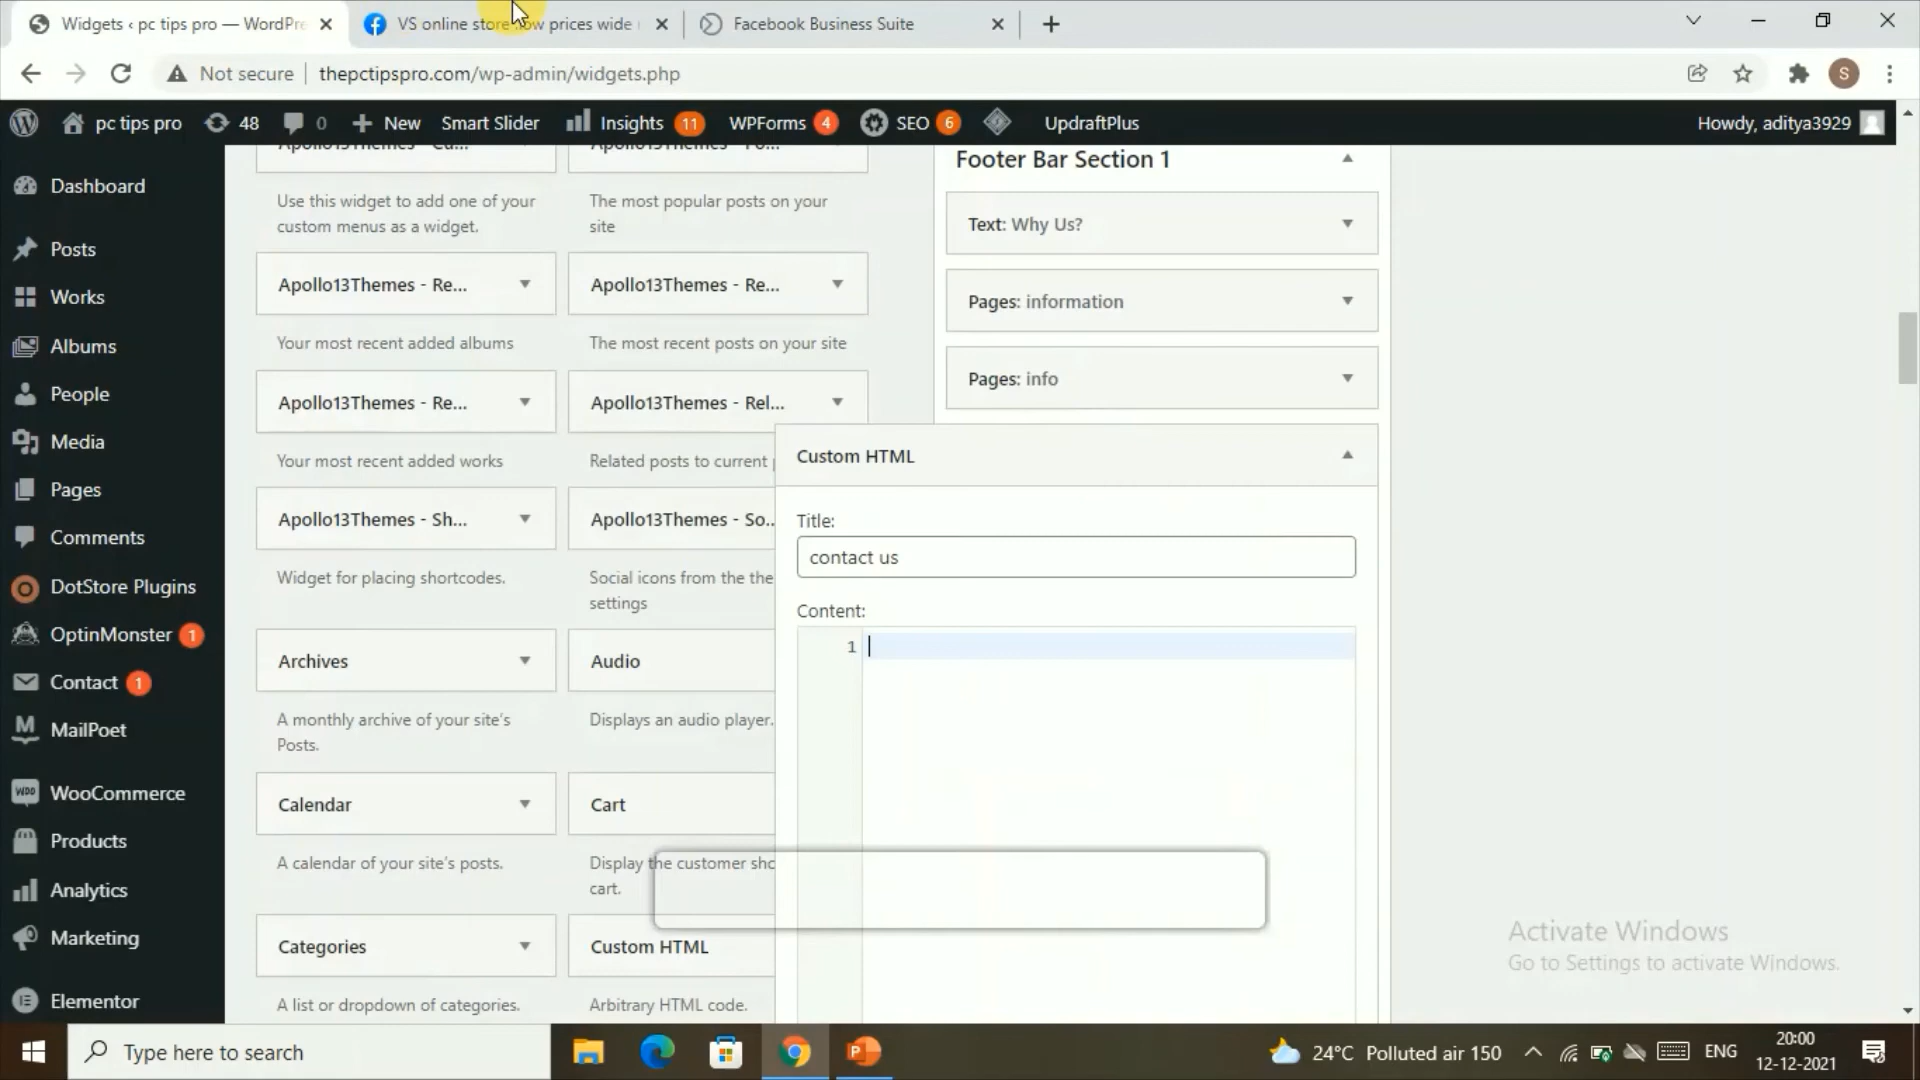 Widgets ‹ pc tips pro — WordPre
VS online store low prices wide
Facebook Business Suite
Not secure
thepctipspro.com/wp-admin/widgets.php
S
pc tips pro
48
0
New
Smart Slider
Insights 11
WPForms 4
SEO 6
UpdraftPlus
Howdy, aditya3929
Dashboard
Posts
Works
Albums
People
Media
Pages
Comments
DotStore Plugins
OptinMonster 1
Contact 1
MailPoet
WooCommerce
Products
Analytics
Marketing
Elementor
Apollo13Themes - Cu...
Apollo13Themes - Po...
Use this widget to add one of your
custom menus as a widget.
The most popular posts on your
site
Apollo13Themes - Re...
Apollo13Themes - Re...
Your most recent added albums
The most recent posts on your site
Apollo13Themes - Re...
Apollo13Themes - Rel...
Your most recent added works
Related posts to current
Apollo13Themes - Sh...
Apollo13Themes - So..
Widget for placing shortcodes.
Social icons from the the
settings
Archives
Audio
A monthly archive of your site's
Posts.
Displays an audio player.
Calendar
Cart
A calendar of your site's posts.
Display the customer sho
cart.
Categories
Custom HTML
A list or dropdown of categories.
Arbitrary HTML code.
Footer Bar Section 1
Text: Why Us?
Pages: information
Pages: info
Custom HTML
Title:
contact us
Content:
1
Activate Windows
Go to Settings to activate Windows.
Type here to search
24°C Polluted air 150
ENG
20:00
12-12-2021